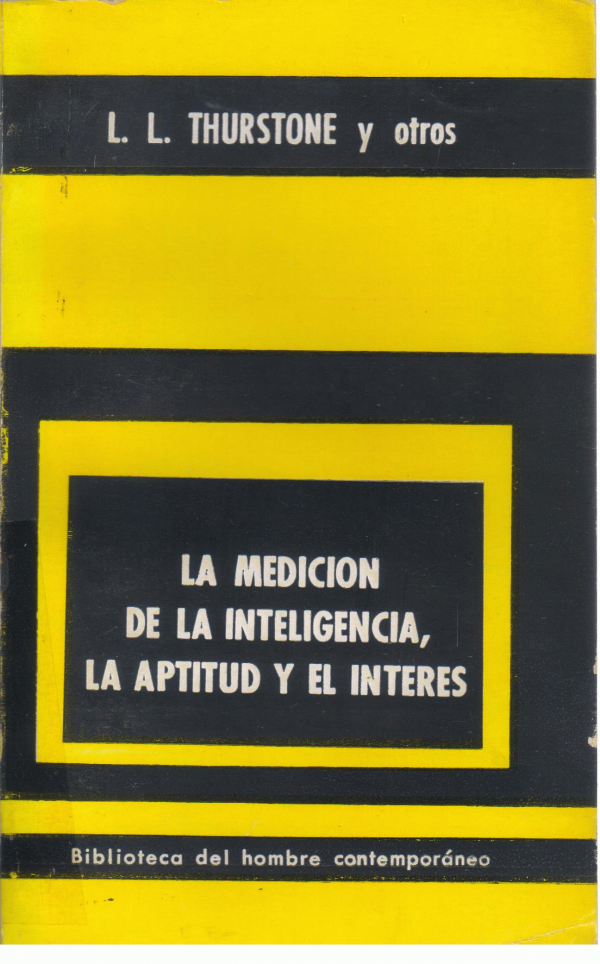 L. L. THURSTONE y otros
LA MEDICION
DE LA INTELIGENCIA,
LA APTITUD Y EL INTERES
Biblioteca del hombre contemporáneo